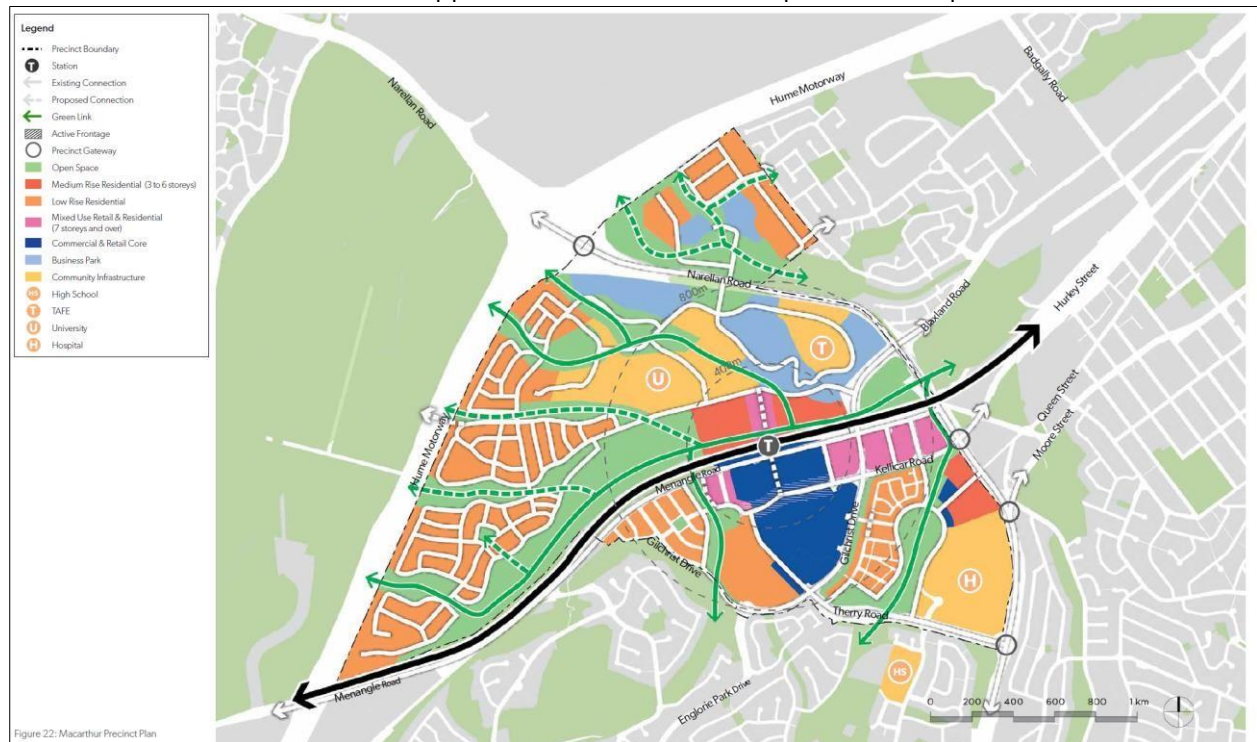 Legend
Precinct Boundary
T Station
Existing Connection
Proposed Connection
Green Link
Active Frontage
Precinct Gateway
Open Space
Medium Rise Residential (3 to 6 storeys)
Low Rise Residential
Mixed Use Retail & Residential
(7 storeys and over)
Commercial & Retail Core
Business Park
Community Infrastructure
HS High School
T TAFE
U University
H Hospital
Narellan Road
Hume Motorway
Badgally Road
Narellan Road
800m
Blaxland Road
Hurley Street
T
400m
U
Queen Street
Moore Street
Hume Motorway
T
Kellicar Road
Menangle Road
Gilchrist Drive
Gilchrist Drive
H
Therry Road
HS
Menangle Road
Englorie Park Drive
0 200 400 600 800 1km
Figure 22: Macarthur Precinct Plan